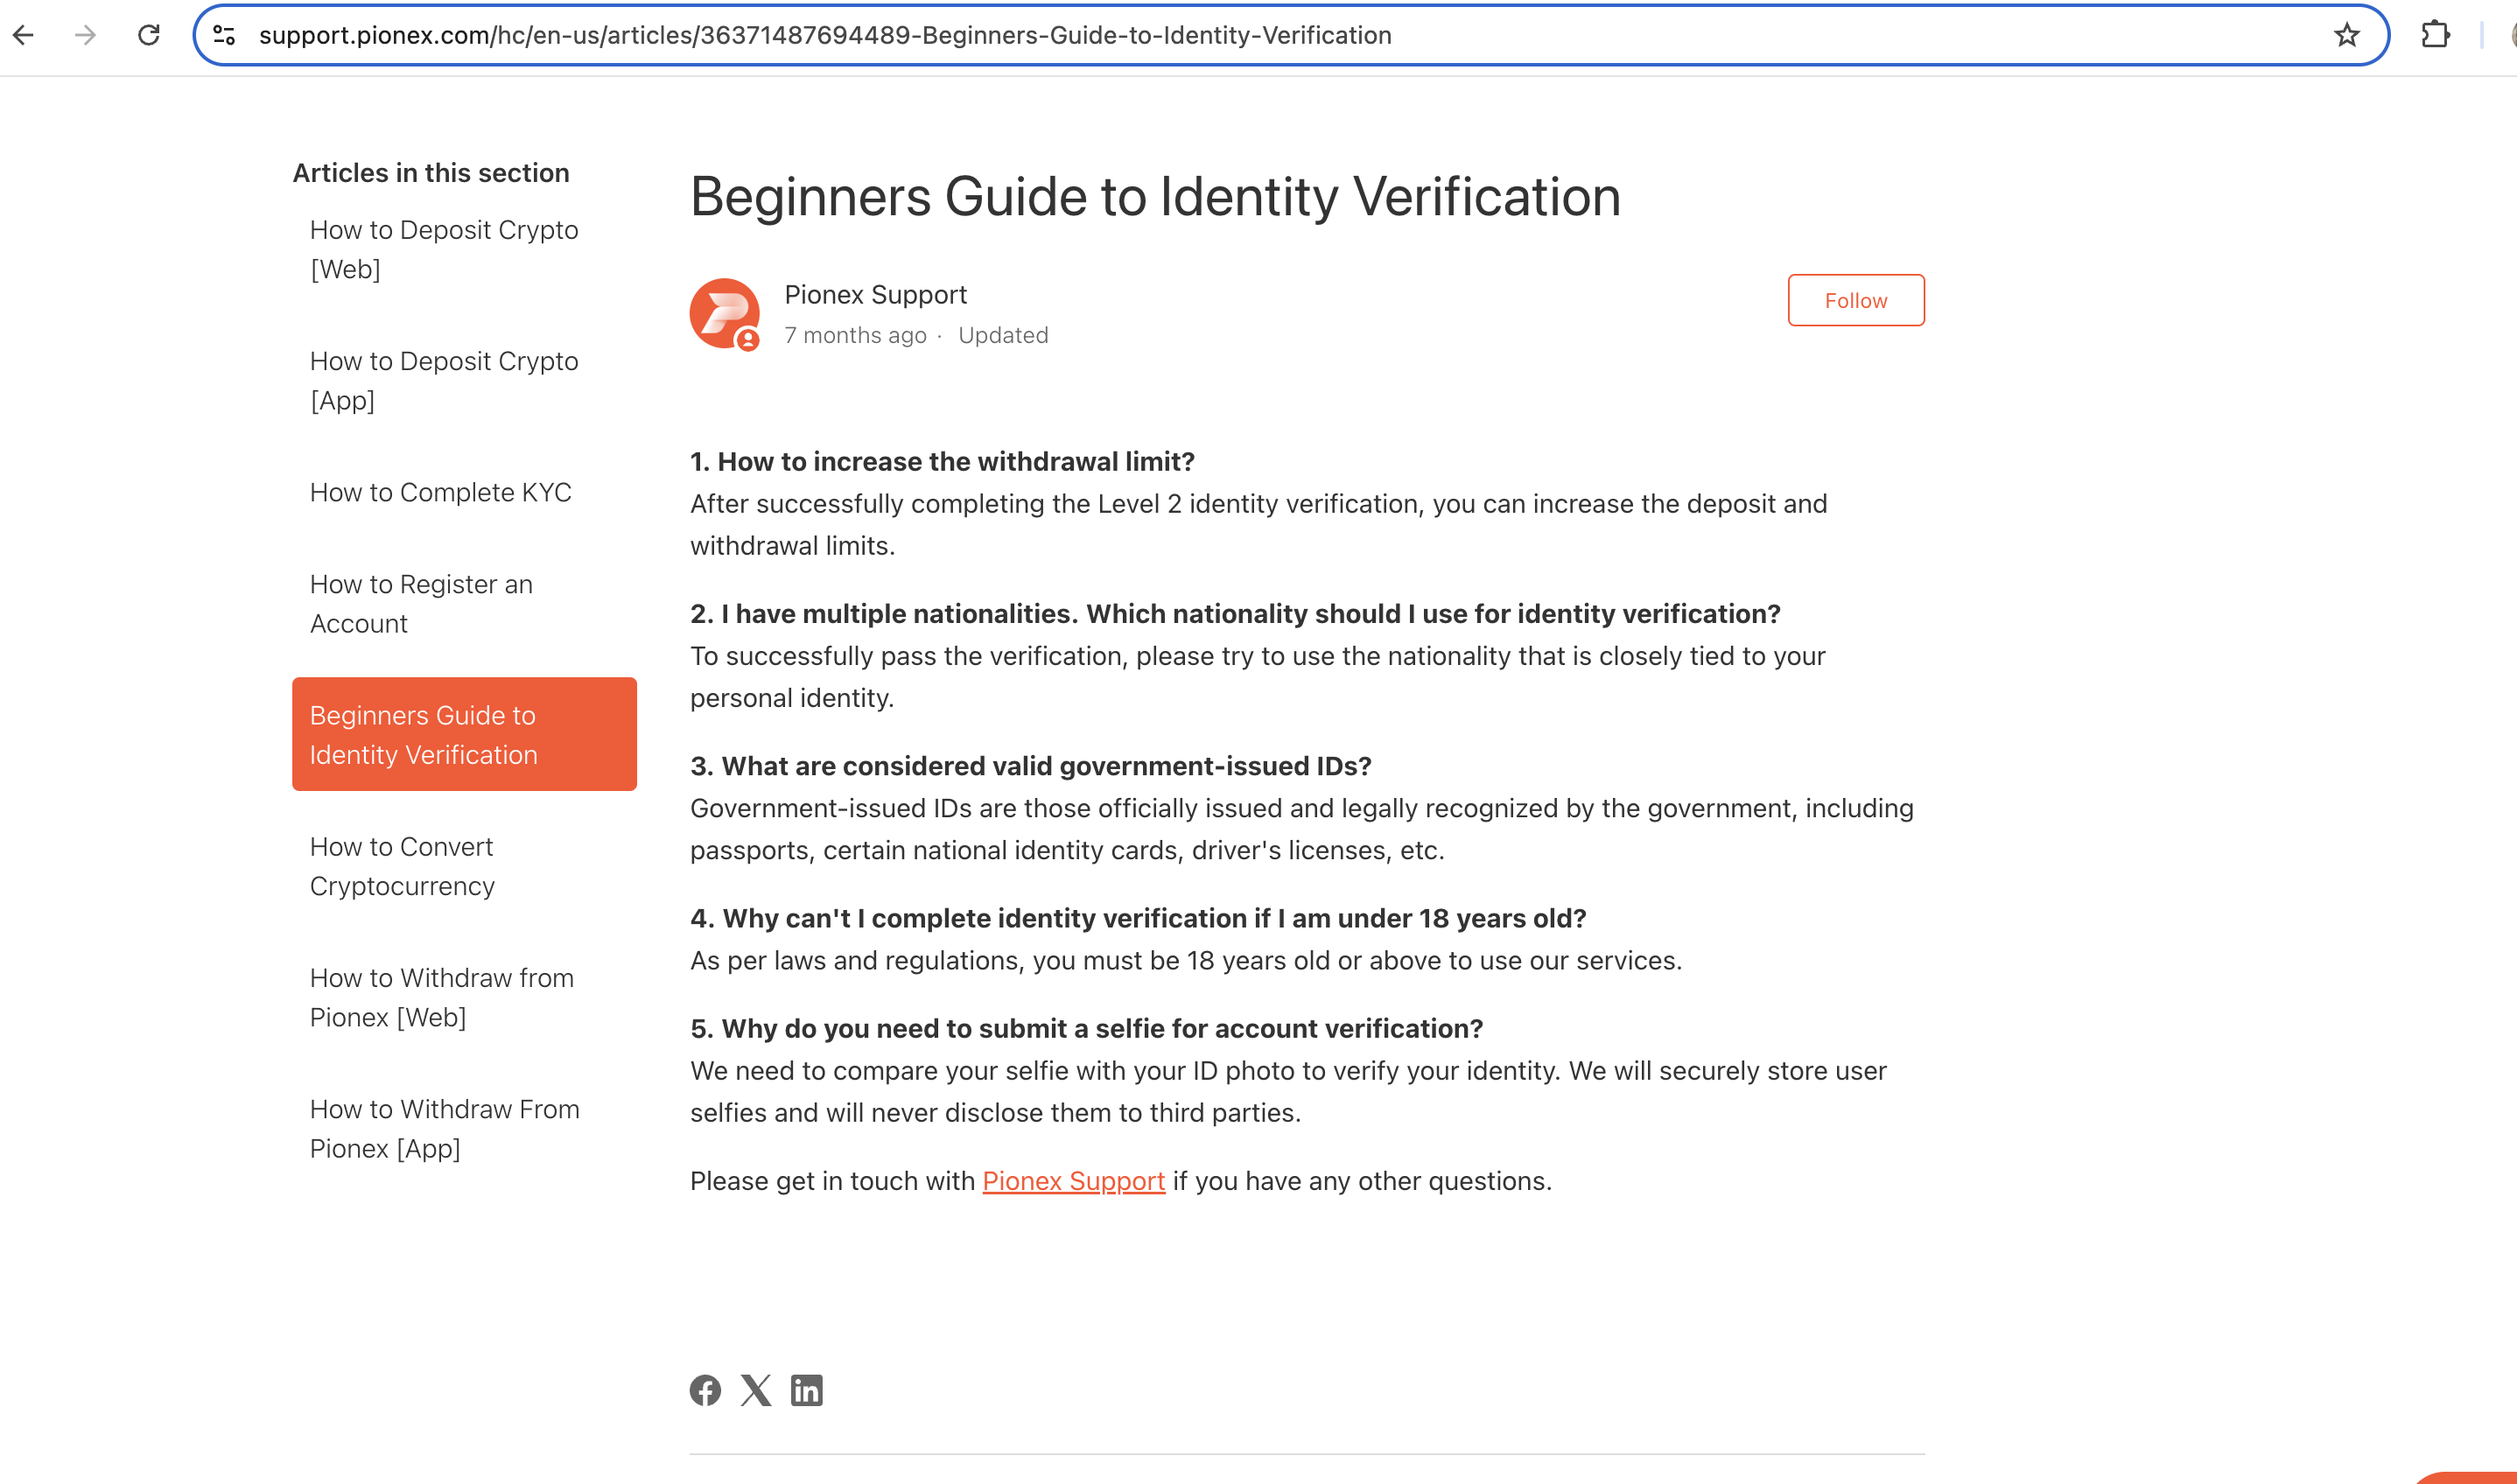 support.pionex.com/hc/en-us/articles/36371487694489-Beginners-Guide-to-Identity-Verification
Articles in this section
How to Deposit Crypto
[Web]
How to Deposit Crypto
[App]
How to Complete KYC
How to Register an
Account
Beginners Guide to
Identity Verification
How to Convert
Cryptocurrency
How to Withdraw from
Pionex [Web]
How to Withdraw From
Pionex [App]
Beginners Guide to Identity Verification
Pionex Support
7 months ago · Updated
Follow
1. How to increase the withdrawal limit?
After successfully completing the Level 2 identity verification, you can increase the deposit and
withdrawal limits.
2. I have multiple nationalities. Which nationality should I use for identity verification?
To successfully pass the verification, please try to use the nationality that is closely tied to your
personal identity.
3. What are considered valid government-issued IDs?
Government-issued IDs are those officially issued and legally recognized by the government, including
passports, certain national identity cards, driver's licenses, etc.
4. Why can't I complete identity verification if I am under 18 years old?
As per laws and regulations, you must be 18 years old or above to use our services.
5. Why do you need to submit a selfie for account verification?
We need to compare your selfie with your ID photo to verify your identity. We will securely store user
selfies and will never disclose them to third parties.
Please get in touch with Pionex Support if you have any other questions.